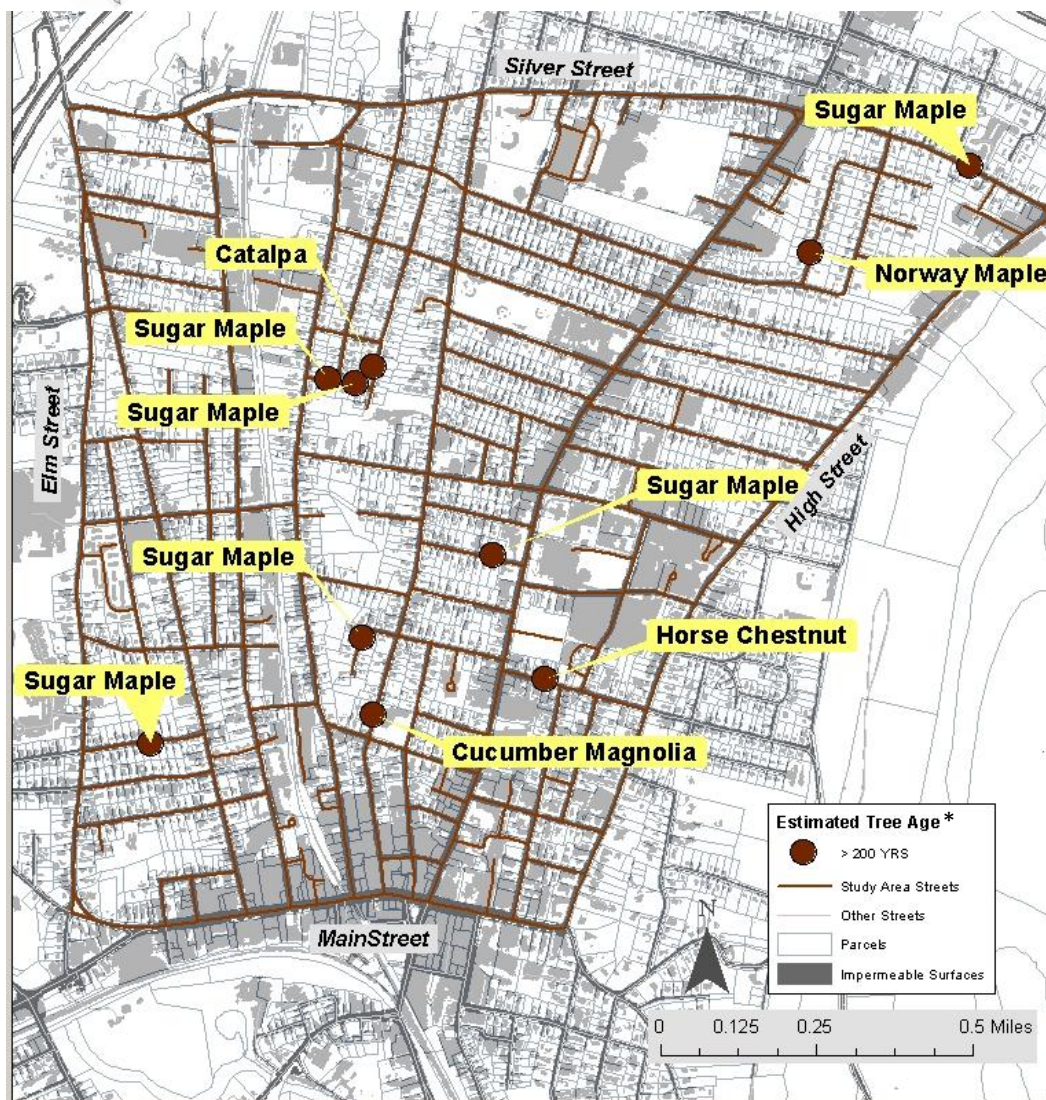 Silver Street
Sugar Maple
Catalpa
Norway Maple
Sugar Maple
Sugar Maple
Elm Street
High Street
Sugar Maple
Sugar Maple
Horse Chestnut
Sugar Maple
Cucumber Magnolia
Estimated Tree Age *
> 200 YRS
Study Area Streets
Other Streets
Parcels
Impermeable Surfaces
MainStreet
N
0 0.125 0.25 0.5 Miles